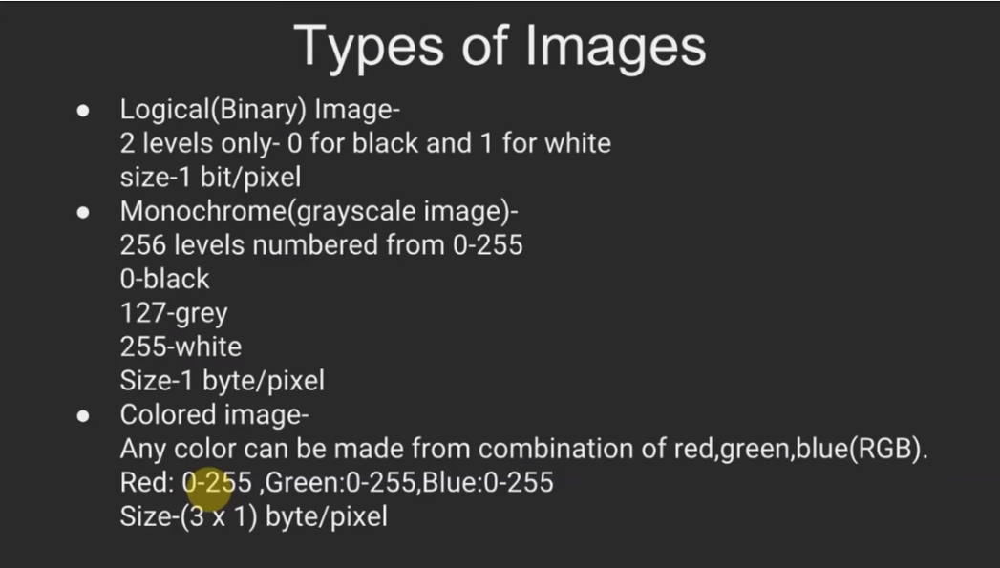 Types of Images
● Logical(Binary) Image-
2 levels only- 0 for black and 1 for white
size-1 bit/pixel
● Monochrome(grayscale image)-
256 levels numbered from 0-255
0-black
127-grey
255-white
Size-1 byte/pixel
● Colored image-
Any color can be made from combination of red,green,blue(RGB).
Red: 0-255 ,Green:0-255,Blue:0-255
Size-(3 x 1) byte/pixel